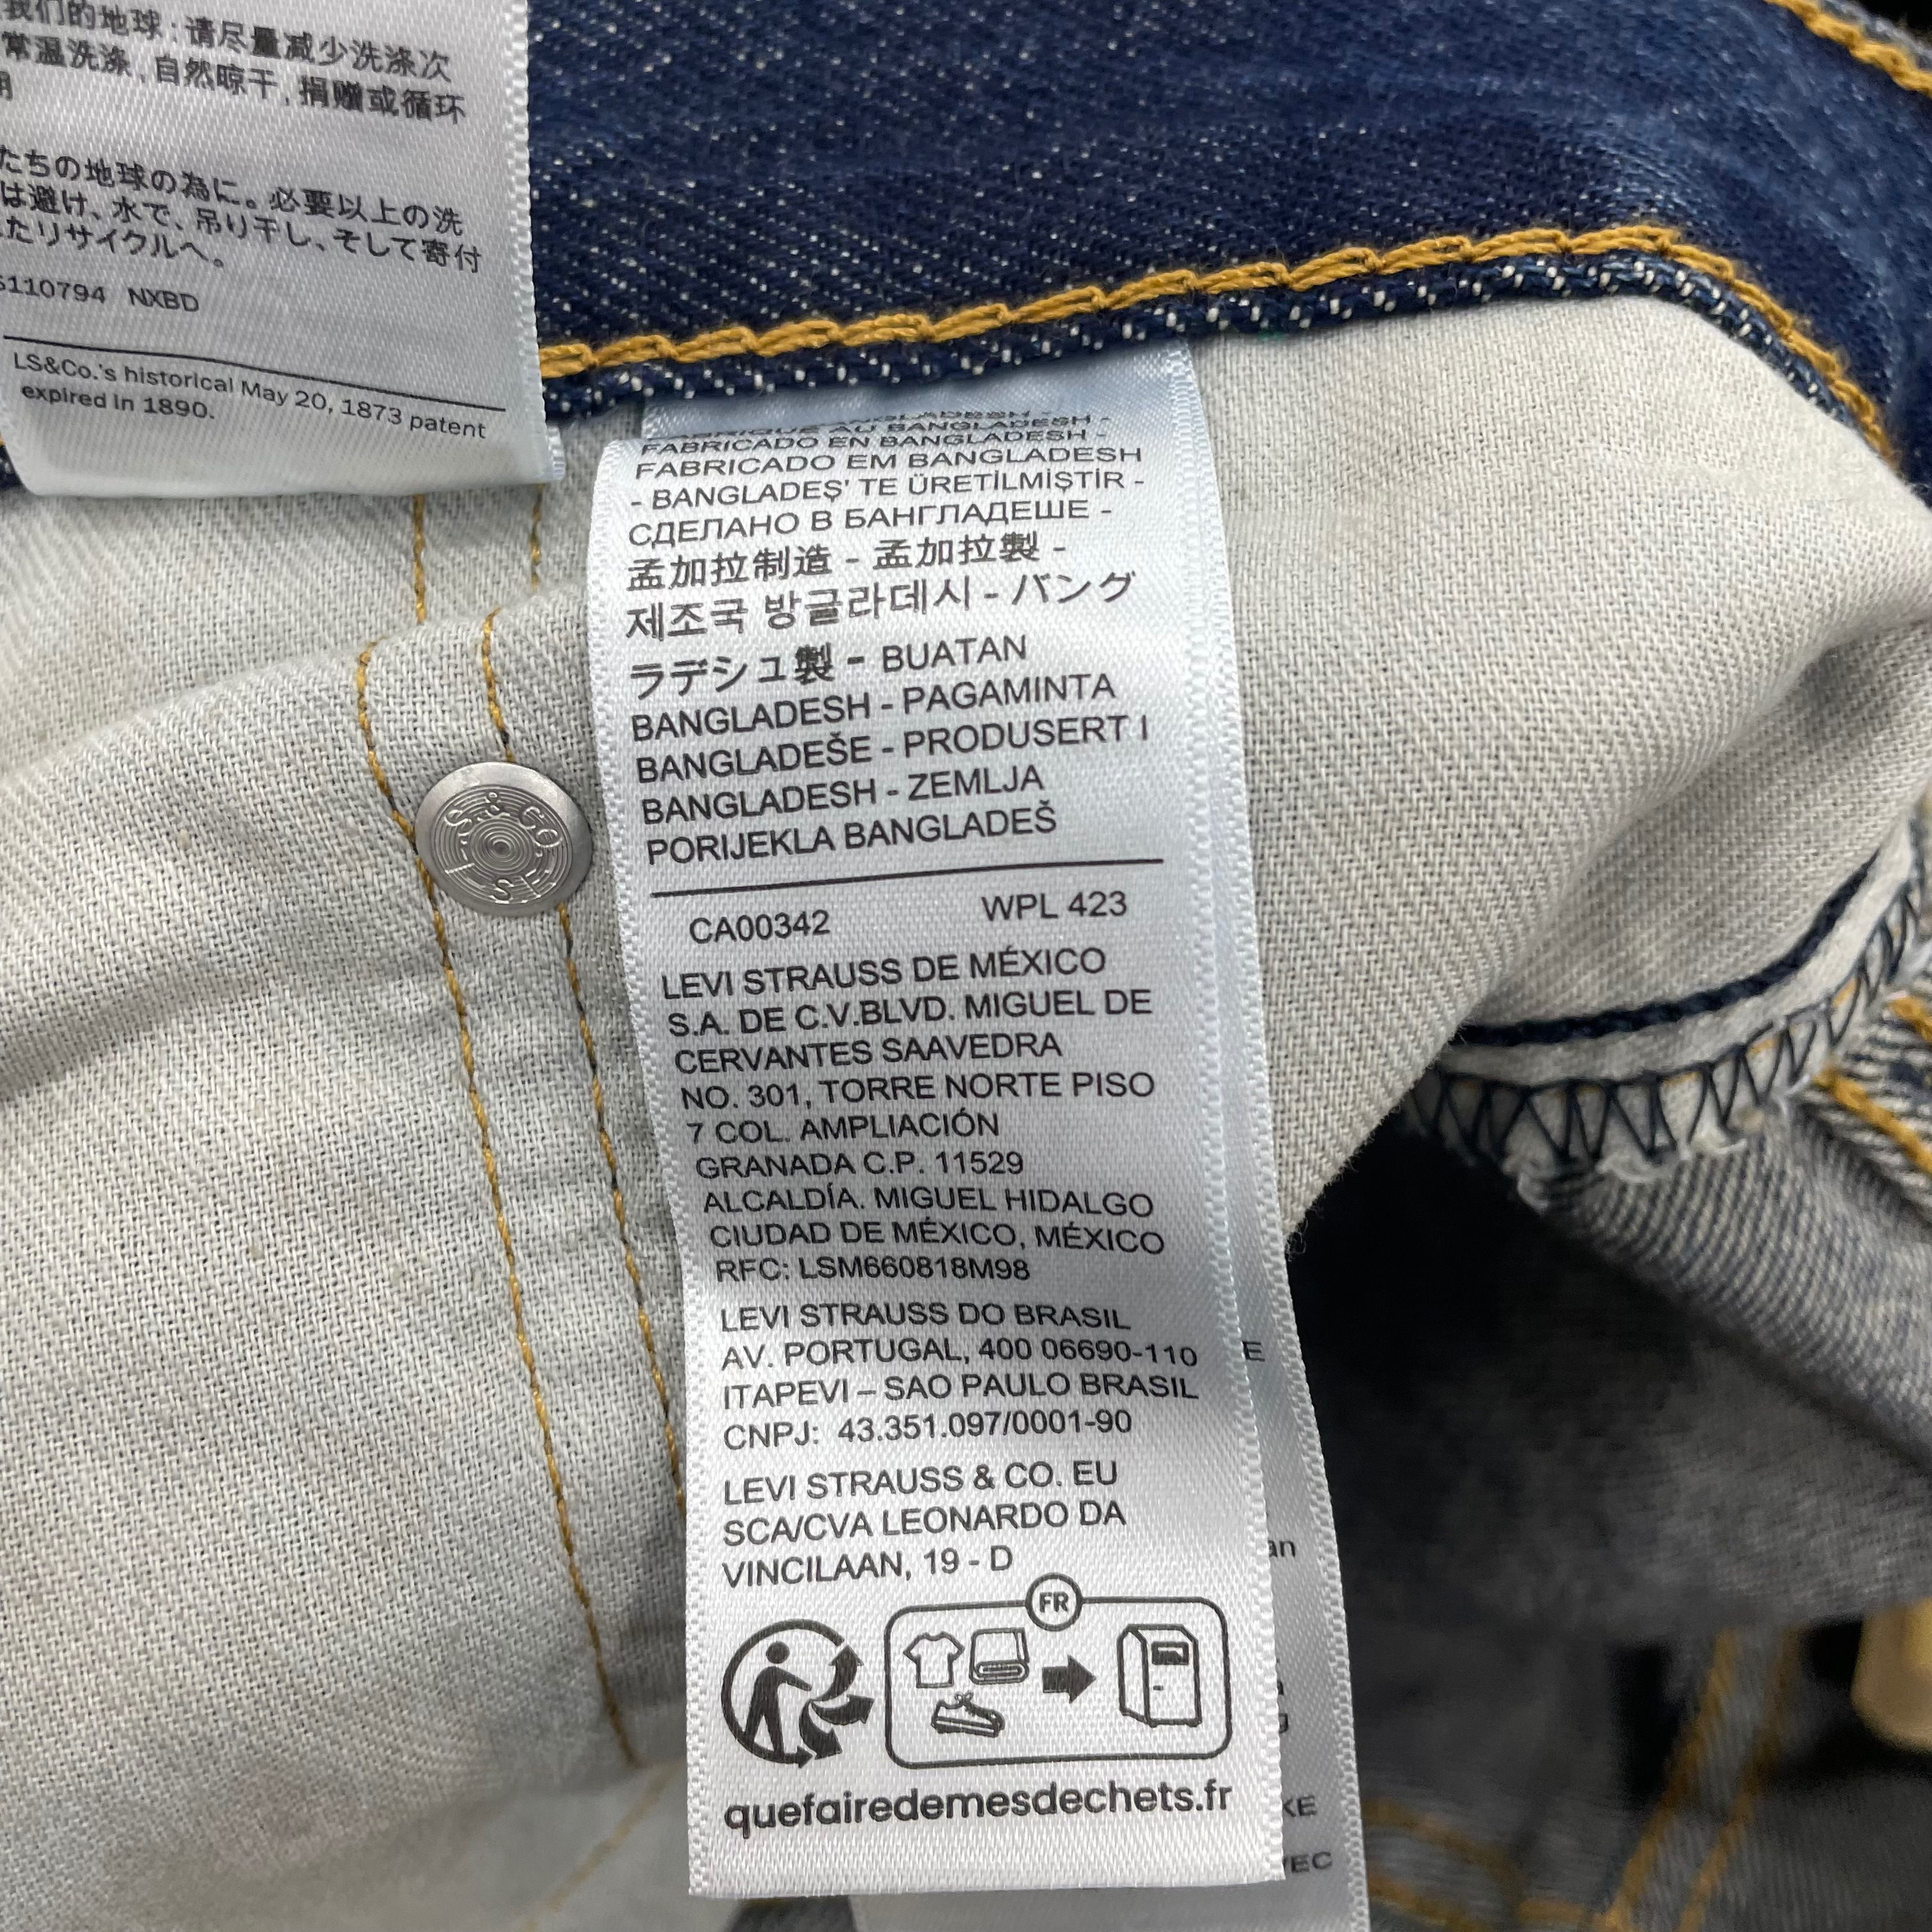 我们的地球:请尽量减少洗涤次
常温洗涤,自然晾干,捐赠或循环
用
たちの地球の為に。必要以上の洗
は避け、水で、吊り干し、そして寄付
たリサイクルへ。
110794 NXBD
LS&Co.'s historical May 20, 1873 patent
expired in 1890.
AU BANGLADESH -
FABRICADO EN BANGLADESH -
FABRICADO EM BANGLADESH
- BANGLADEŞ' TE ÜRETİLMİŞTİR -
СДЕЛАНО В БАНГЛАДЕШЕ -
孟加拉制造 - 孟加拉製 -
제조국 방글라데시 - バング
ラデシュ製 - BUATAN
BANGLADESH - PAGAMINTA
BANGLADEŠE - PRODUSERT I
BANGLADESH - ZEMLJA
PORIJEKLA BANGLADEŠ
CA00342 WPL 423
LEVI STRAUSS DE MÉXICO
S.A. DE C.V.BLVD. MIGUEL DE
CERVANTES SAAVEDRA
NO. 301, TORRE NORTE PISO
7 COL. AMPLIACIÓN
GRANADA C.P. 11529
ALCALDÍA. MIGUEL HIDALGO
CIUDAD DE MÉXICO, MÉXICO
RFC: LSM660818M98
LEVI STRAUSS DO BRASIL
AV. PORTUGAL, 400 06690-110
ITAPEVI – SAO PAULO BRASIL
CNPJ: 43.351.097/0001-90
LEVI STRAUSS & CO. EU
SCA/CVA LEONARDO DA
VINCILAAN, 19 - D
FR
quefairedemesdechets.fr